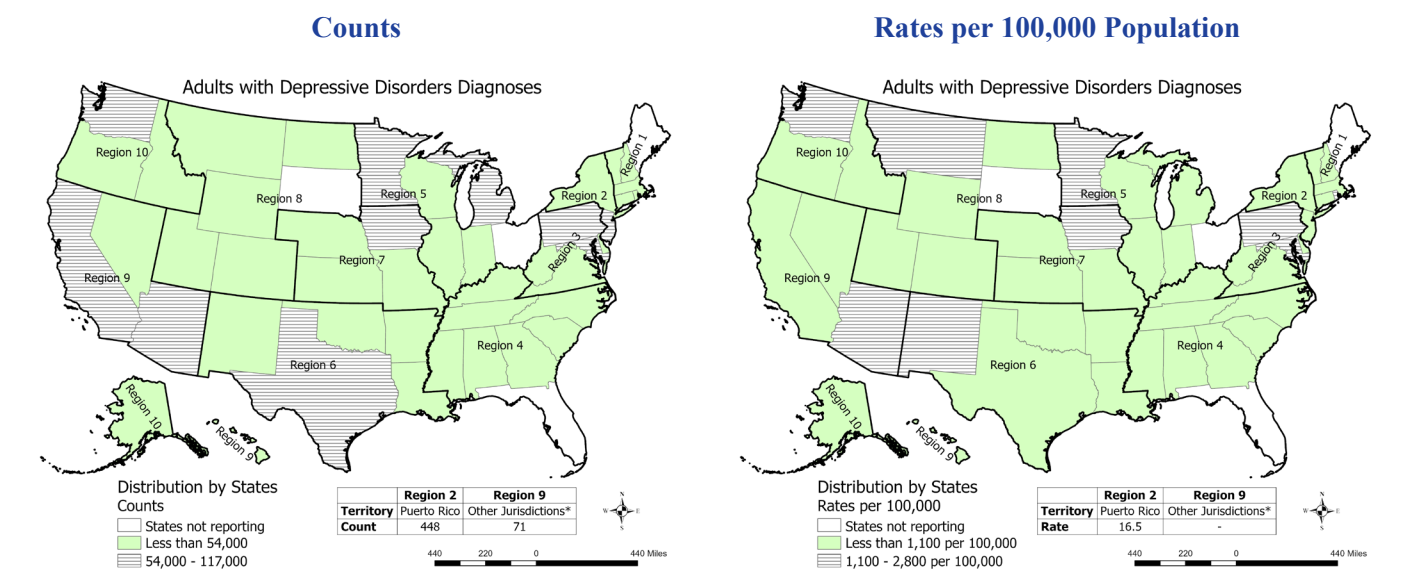 Counts
Adults with Depressive Disorders Diagnoses
Region 1
Region 10
Region 5
Region 2
Region 8
Region 3
Region 7
Region 9
Region 4
Region 6
Region 10
Region 9
Distribution by States
Counts
States not reporting
Less than 54,000
54,000 - 117,000
Region 2 Region 9
Territory Puerto Rico Other Jurisdictions*
Count 448 71
N
W E
S
440 220 0 440 Miles
Rates per 100,000 Population
Adults with Depressive Disorders Diagnoses
Region 1
Region 10
Region 5
Region 2
Region 8
Region 3
Region 7
Region 9
Region 4
Region 6
Region 10
Region 9
Distribution by States
Rates per 100,000
States not reporting
Less than 1,100 per 100,000
1,100 - 2,800 per 100,000
Region 2 Region 9
Territory Puerto Rico Other Jurisdictions*
Rate 16.5 -
N
W E
S
440 220 0 440 Miles